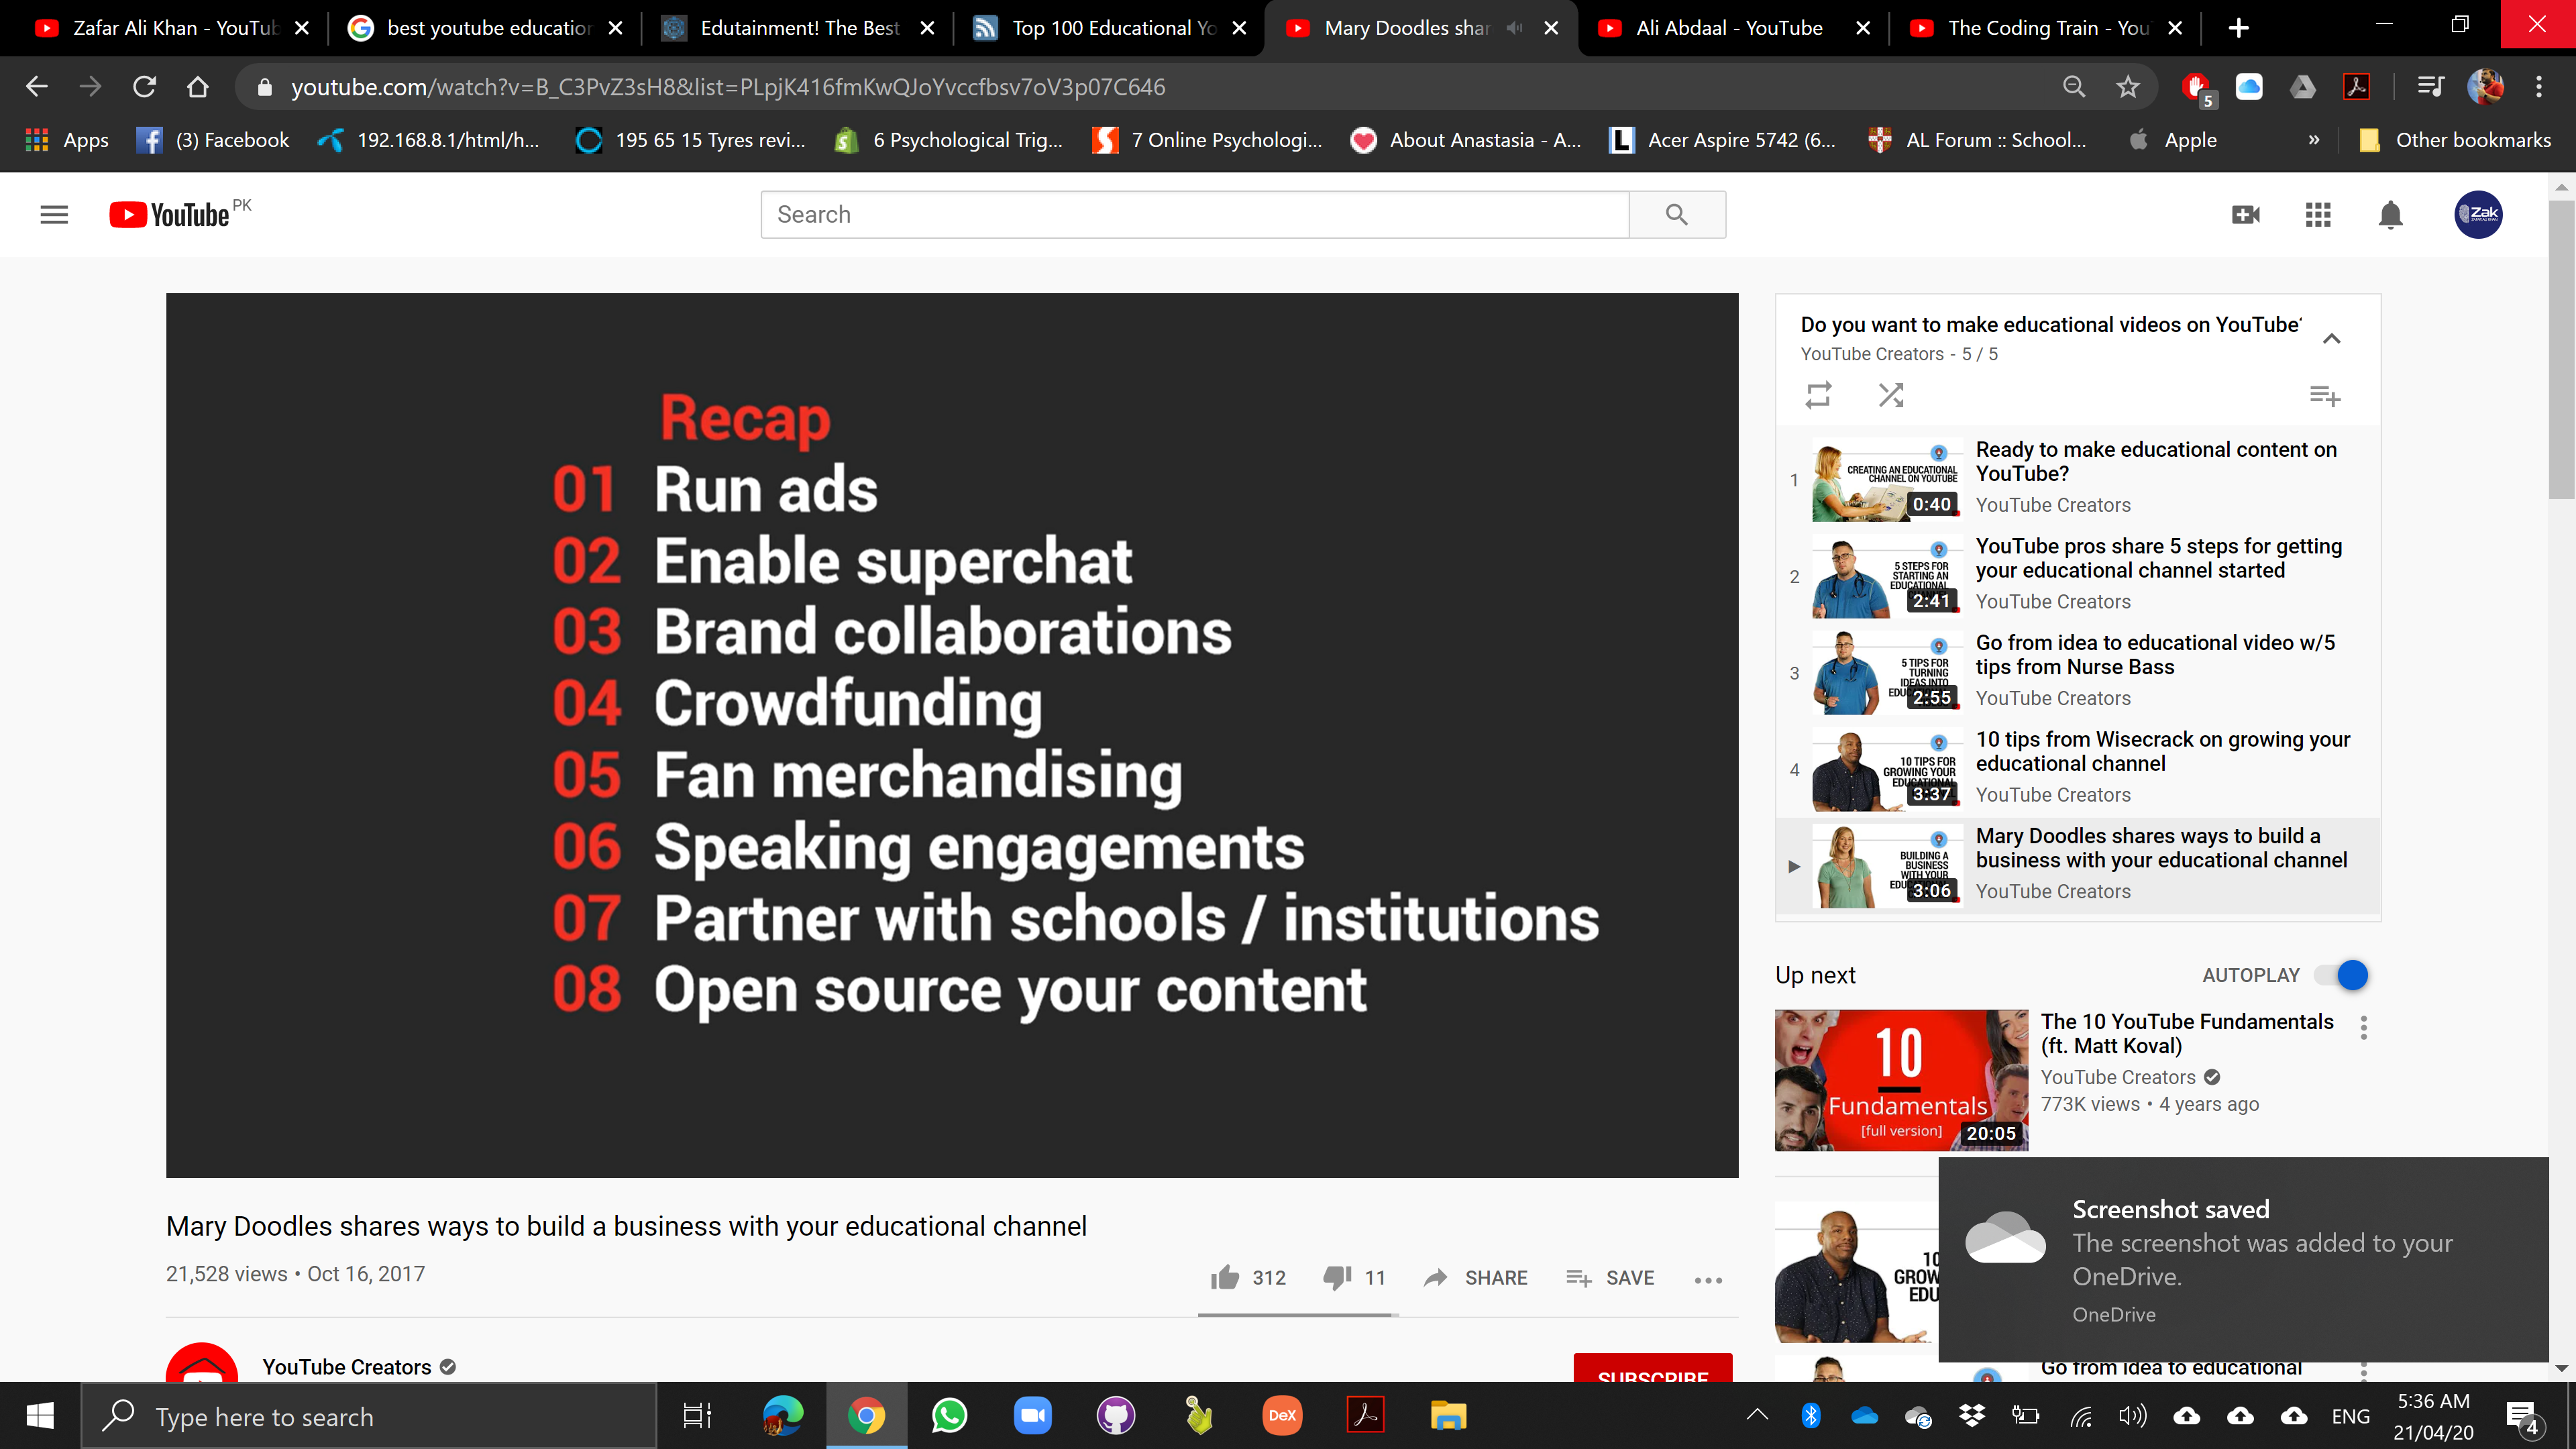 Zafar Ali Khan - YouTub
best youtube education
Edutainment! The Best
Top 100 Educational Yo
Mary Doodles shar
Ali Abdaal - YouTube
The Coding Train - You
youtube.com/watch?v=B_C3PvZ3sH8&list=PLpjK416fmKwQJoYvccfbsv7oV3p07C646
5
Apps
(3) Facebook
192.168.8.1/html/h...
195 65 15 Tyres revi...
6 Psychological Trig...
7 Online Psychologi...
About Anastasia - A...
Acer Aspire 5742 (6...
AL Forum :: School...
Apple
»
Other bookmarks
YouTube PK
Search
Zak
Recap
01 Run ads
02 Enable superchat
03 Brand collaborations
04 Crowdfunding
05 Fan merchandising
06 Speaking engagements
07 Partner with schools / institutions
08 Open source your content
Mary Doodles shares ways to build a business with your educational channel
21,528 views • Oct 16, 2017
312
11
SHARE
SAVE
YouTube Creators
SUBSCRIBE
Do you want to make educational videos on YouTube?
YouTube Creators - 5 / 5
1
CREATING AN EDUCATIONAL
CHANNEL ON YOUTUBE
0:40
Ready to make educational content on
YouTube?
YouTube Creators
2
5 STEPS FOR
STARTING AN
EDUCATIONAL
2:41
YouTube pros share 5 steps for getting
your educational channel started
YouTube Creators
3
5 TIPS FOR
TURNING
IDEAS INTO
2:55
Go from idea to educational video w/5
tips from Nurse Bass
YouTube Creators
4
10 TIPS FOR
GROWING YOUR
EDUCATIONAL
3:37
10 tips from Wisecrack on growing your
educational channel
YouTube Creators
BUILDING A
BUSINESS
WITH YOUR
3:06
Mary Doodles shares ways to build a
business with your educational channel
YouTube Creators
Up next
AUTOPLAY
10
Fundamentals
[full version]
20:05
The 10 YouTube Fundamentals
(ft. Matt Koval)
YouTube Creators
773K views • 4 years ago
10
GROW
EDU
Screenshot saved
The screenshot was added to your
OneDrive.
OneDrive
Go from idea to educational
Type here to search
DeX
ENG
5:36 AM
21/04/20
4